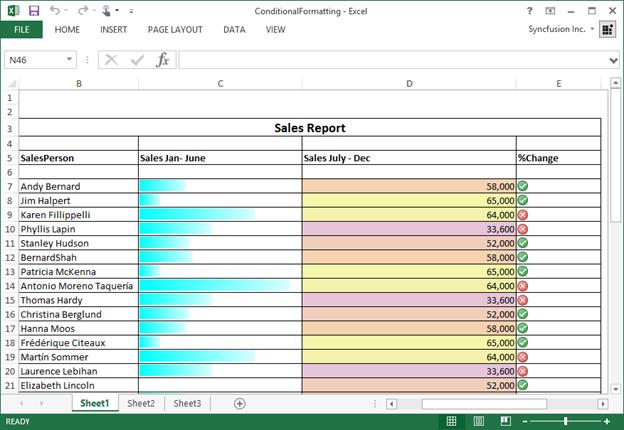 ConditionalFormatting - Excel
?
FILE HOME INSERT PAGE LAYOUT DATA VIEW Syncfusion Inc.
N46 fx
B C D E
1
2
3 Sales Report
4
5 SalesPerson Sales Jan- June Sales July - Dec %Change
6
7 Andy Bernard 58,000
8 Jim Halpert 65,000
9 Karen Fillippelli 64,000
10 Phyllis Lapin 33,600
11 Stanley Hudson 52,000
12 BernardShah 58,000
13 Patricia McKenna 65,000
14 Antonio Moreno Taquería 64,000
15 Thomas Hardy 33,600
16 Christina Berglund 52,000
17 Hanna Moos 58,000
18 Frédérique Citeaux 65,000
19 Martín Sommer 64,000
20 Laurence Lebihan 33,600
21 Elizabeth Lincoln 52,000
Sheet1 Sheet2 Sheet3
READY